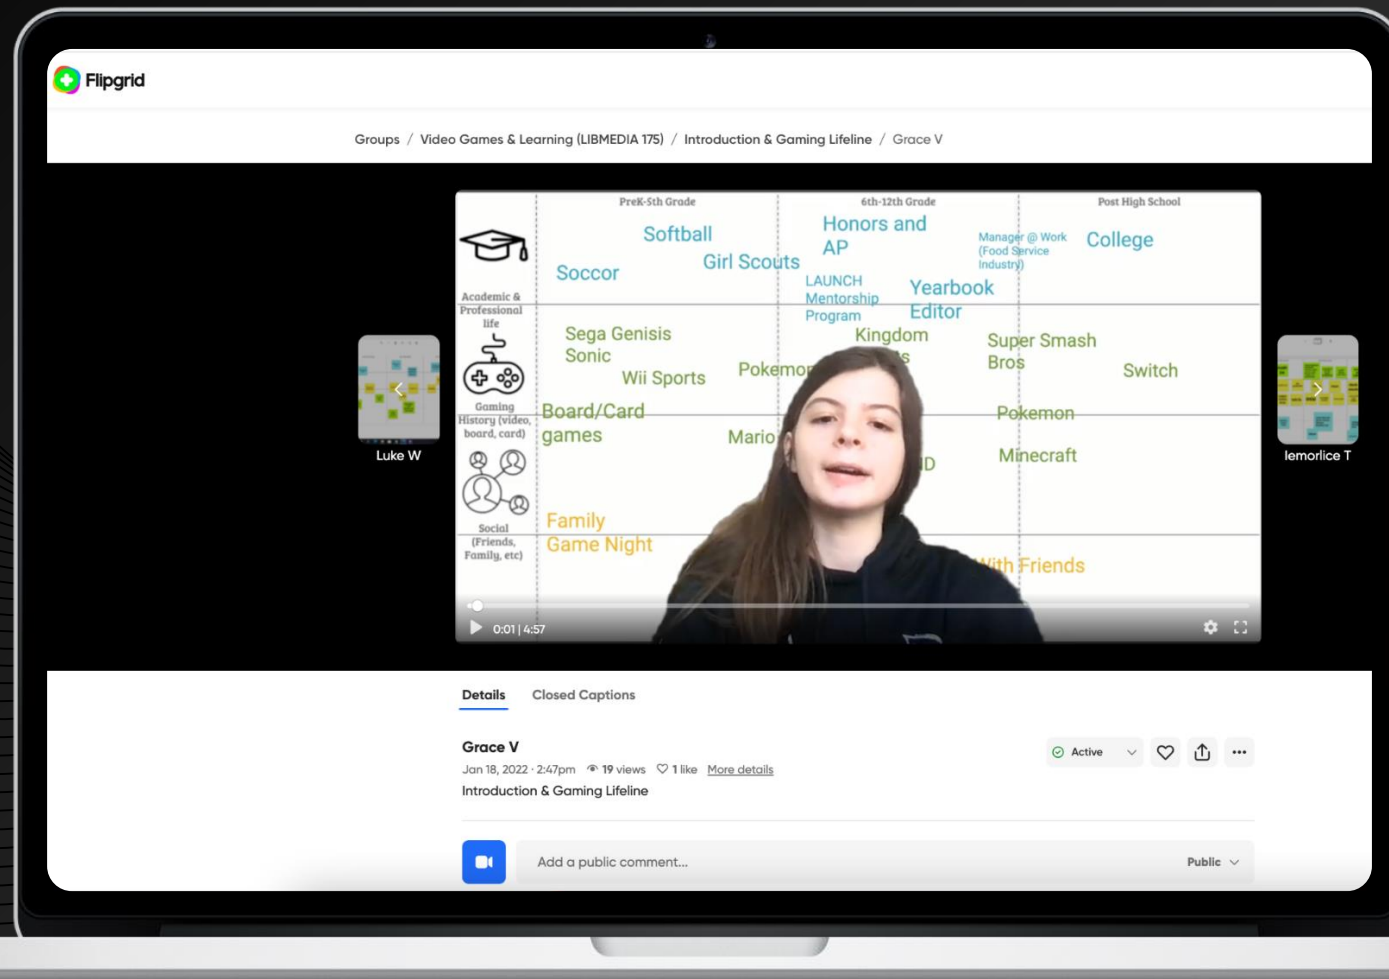 Flipgrid
Groups / Video Games & Learning (LIBMEDIA 175) / Introduction & Gaming Lifeline / Grace V
PreK-5th Grade
6th-12th Grade
Post High School
Softball
Soccor
Girl Scouts
Honors and
AP
LAUNCH
Mentorship
Program
Yearbook
Editor
Manager @ Work
(Food Service
Industry)
College
Academic &
Professional
life
Sega Genisis
Sonic
Wii Sports
Kingdom
Super Smash
Bros
Switch
Gaming
History (video,
board, card)
Board/Card
games
Mario
Pokemon
Minecraft
Social
(Friends,
Family, etc)
Family
Game Night
With Friends
Luke W
lemorlice T
0:01 | 4:57
Details
Closed Captions
Grace V
Active
Jan 18, 2022 · 2:47pm 19 views 1 like More details
Introduction & Gaming Lifeline
Add a public comment...
Public